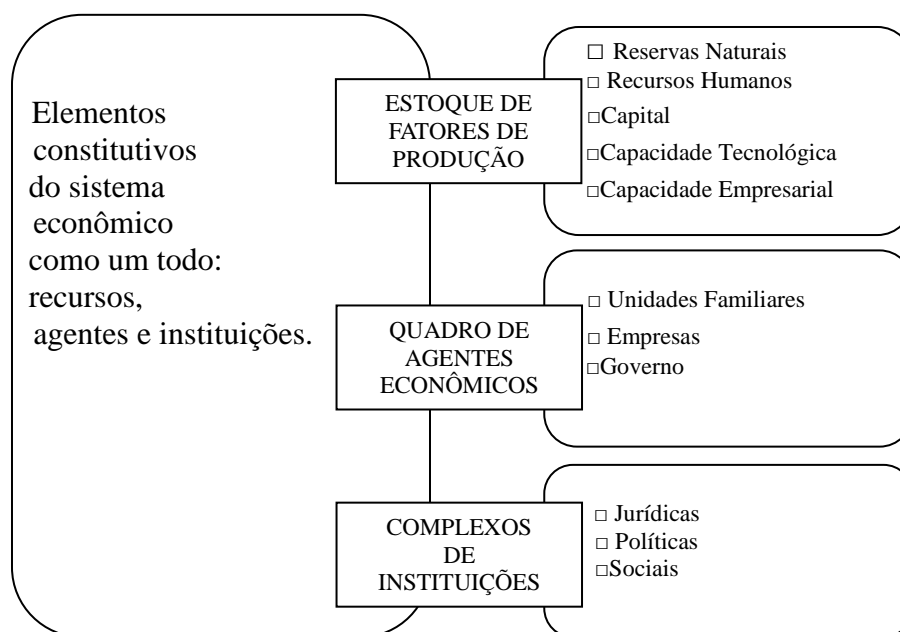 Elementos
constitutivos
do sistema
econômico
como um todo:
recursos,
agentes e instituições.
ESTOQUE DE
FATORES DE
PRODUÇÃO
□ Reservas Naturais
□ Recursos Humanos
□Capital
□Capacidade Tecnológica
□Capacidade Empresarial
QUADRO DE
AGENTES
ECONÔMICOS
□ Unidades Familiares
□ Empresas
□Governo
COMPLEXOS
DE
INSTITUIÇÕES
□ Jurídicas
□ Políticas
□Sociais